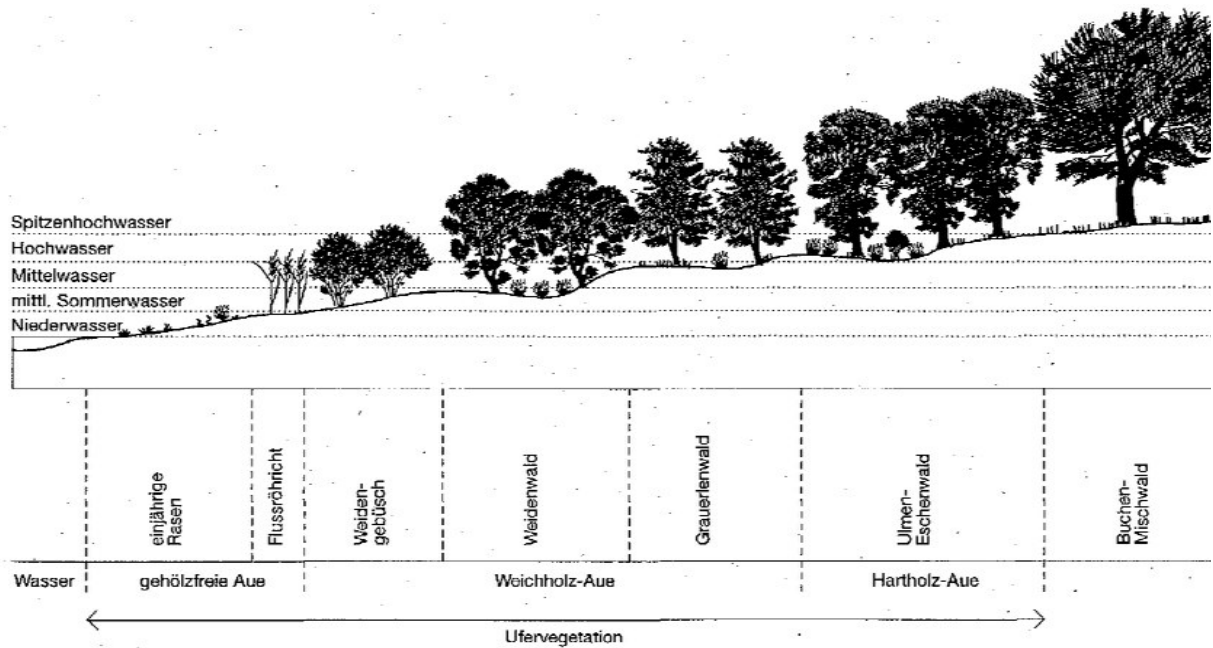 Spitzenhochwasser
Hochwasser
Mittelwasser
mittl. Sommerwasser
Niederwasser
einjährige
Rasen
Flussröhricht
Weiden-
gebüsch
Weidenwald
Grauerlenwald
Ulmen-
Eschenwald
Buchen-
Mischwald
Wasser
gehölzfreie Aue
Weichholz-Aue
Hartholz-Aue
Ufervegetation